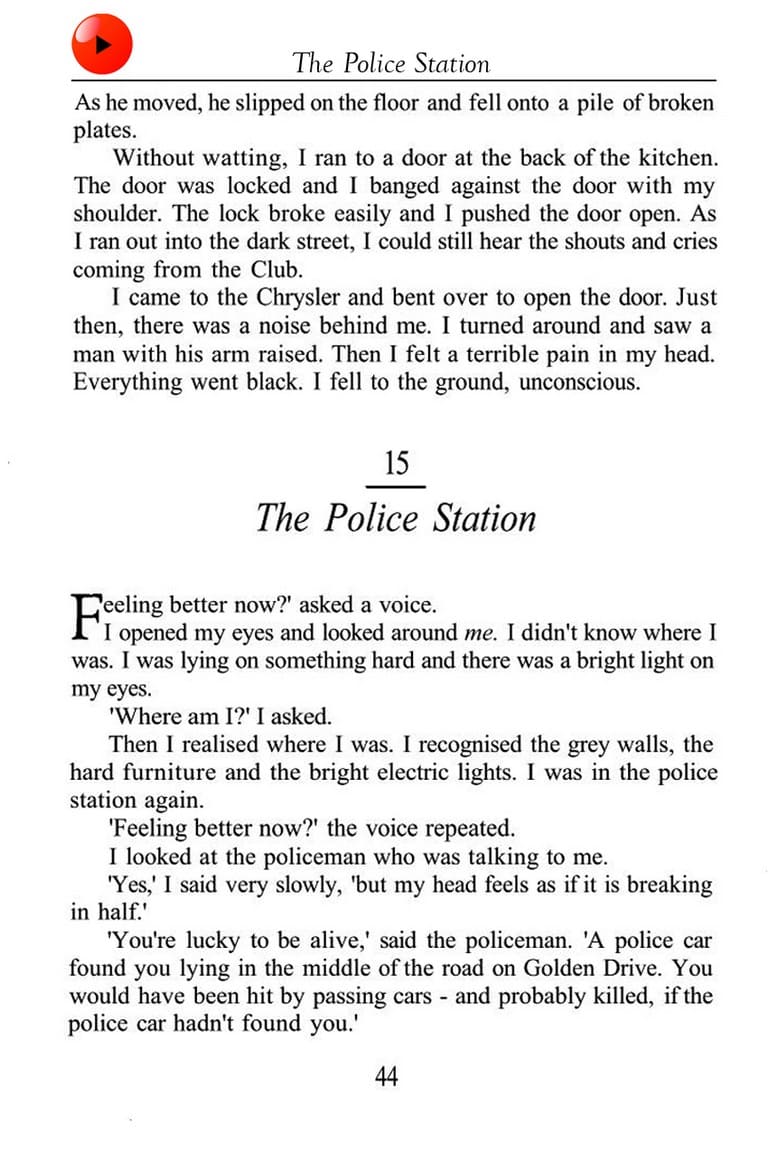 The Police Station
As he moved, he slipped on the floor and fell onto a pile of broken
plates.
Without watting, I ran to a door at the back of the kitchen.
The door was locked and I banged against the door with my
shoulder. The lock broke easily and I pushed the door open. As
I ran out into the dark street, I could still hear the shouts and cries
coming from the Club.
I came to the Chrysler and bent over to open the door. Just
then, there was a noise behind me. I turned around and saw a
man with his arm raised. Then I felt a terrible pain in my head.
Everything went black. I fell to the ground, unconscious.
15
The Police Station
Feeling better now?' asked a voice.
I opened my eyes and looked around me. I didn't know where I
was. I was lying on something hard and there was a bright light on
my eyes.
'Where am I?' I asked.
Then I realised where I was. I recognised the grey walls, the
hard furniture and the bright electric lights. I was in the police
station again.
'Feeling better now?' the voice repeated.
I looked at the policeman who was talking to me.
'Yes,' I said very slowly, 'but my head feels as if it is breaking
in half.'
'You're lucky to be alive,' said the policeman. 'A police car
found you lying in the middle of the road on Golden Drive. You
would have been hit by passing cars - and probably killed, if the
police car hadn't found you.'
44